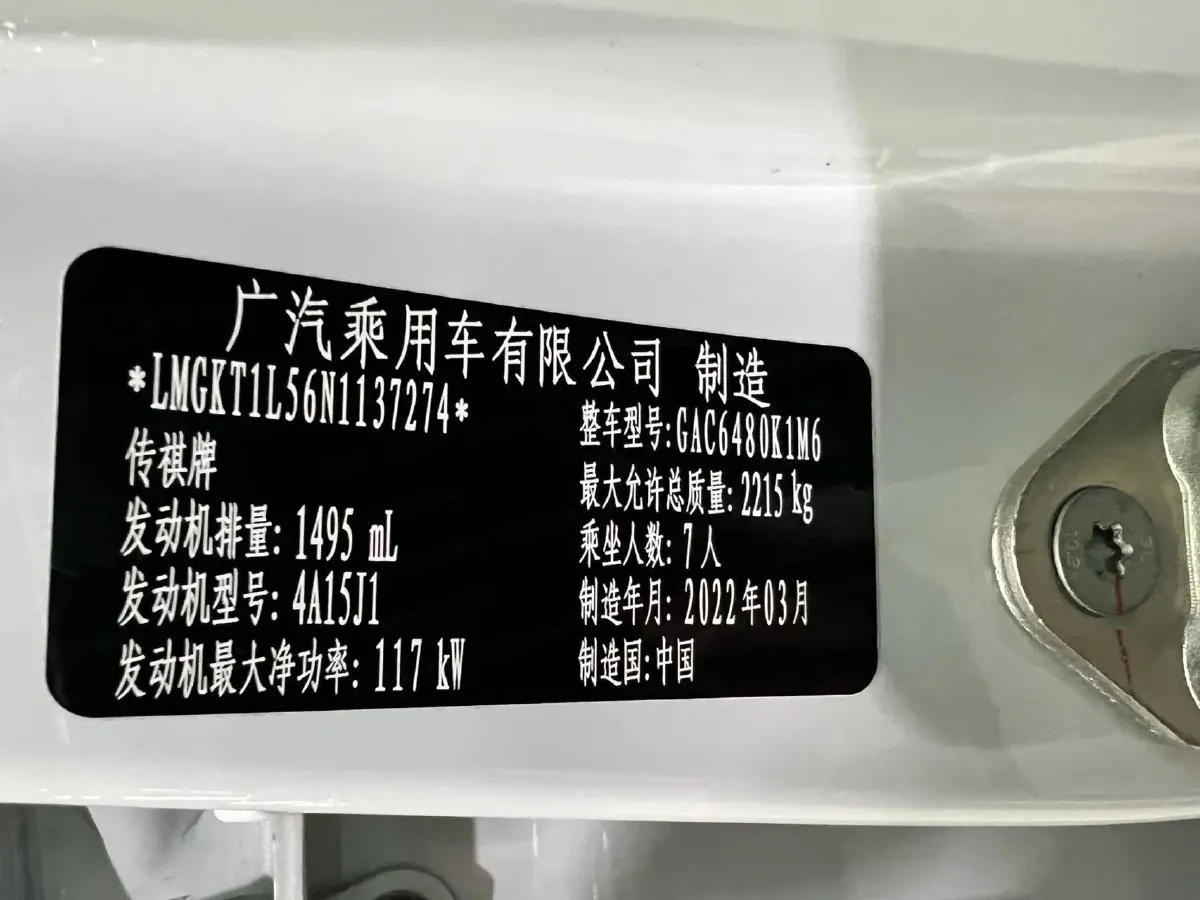 广汽乘用车有限公司 制造
*LMGKT1L56N1137274*
传祺牌
发动机排量: 1495 mL
发动机型号: 4A15J1
发动机最大净功率: 117 kW
整车型号: GAC6480K1M6
最大允许总质量: 2215 kg
乘坐人数: 7人
制造年月: 2022年03月
制造国: 中国